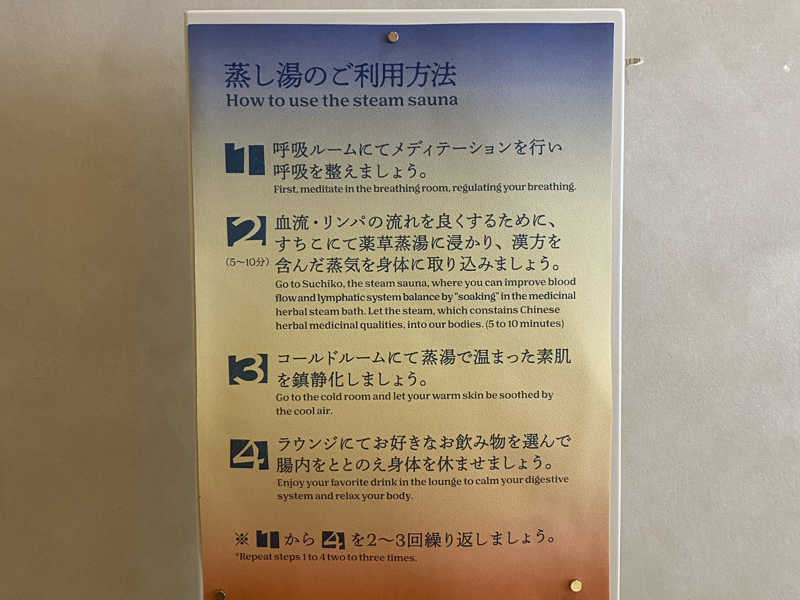 蒸し湯のご利用方法
How to use the steam sauna
1 呼吸ルームにてメディテーションを行い
呼吸を整えましょう。
First, meditate in the breathing room, regulating your breathing.
2 血流・リンパの流れを良くするために、
すちこにて薬草蒸湯に浸かり、漢方を
(5〜10分) 含んだ蒸気を身体に取り込みましょう。
Go to Suchiko, the steam sauna, where you can improve blood
flow and lymphatic system balance by "soaking" in the medicinal
herbal steam bath. Let the steam, which constains Chinese
herbal medicinal qualities, into our bodies. (5 to 10 minutes)
3 コールドルームにて蒸湯で温まった素肌
を鎮静化しましょう。
Go to the cold room and let your warm skin be soothed by
the cool air.
4 ラウンジにてお好きなお飲み物を選んで
腸内をととのえ身体を休ませましょう。
Enjoy your favorite drink in the lounge to calm your digestive
system and relax your body.
※ 1 から 4 を2〜3回繰り返しましょう。
*Repeat steps 1 to 4 two to three times.